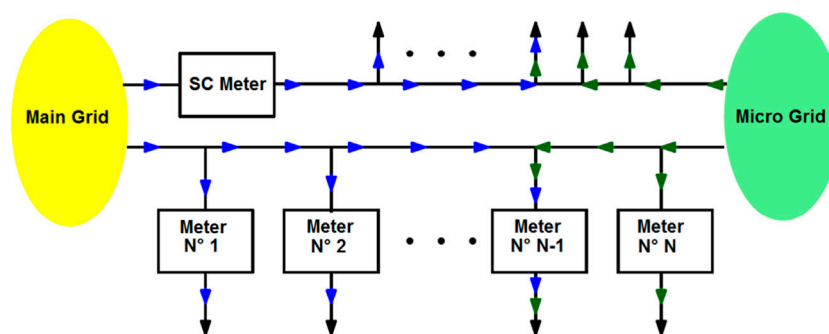 SC Meter
Main Grid
Micro Grid
Meter
N° 1
Meter
N° 2
Meter
N° N-1
Meter
N° N